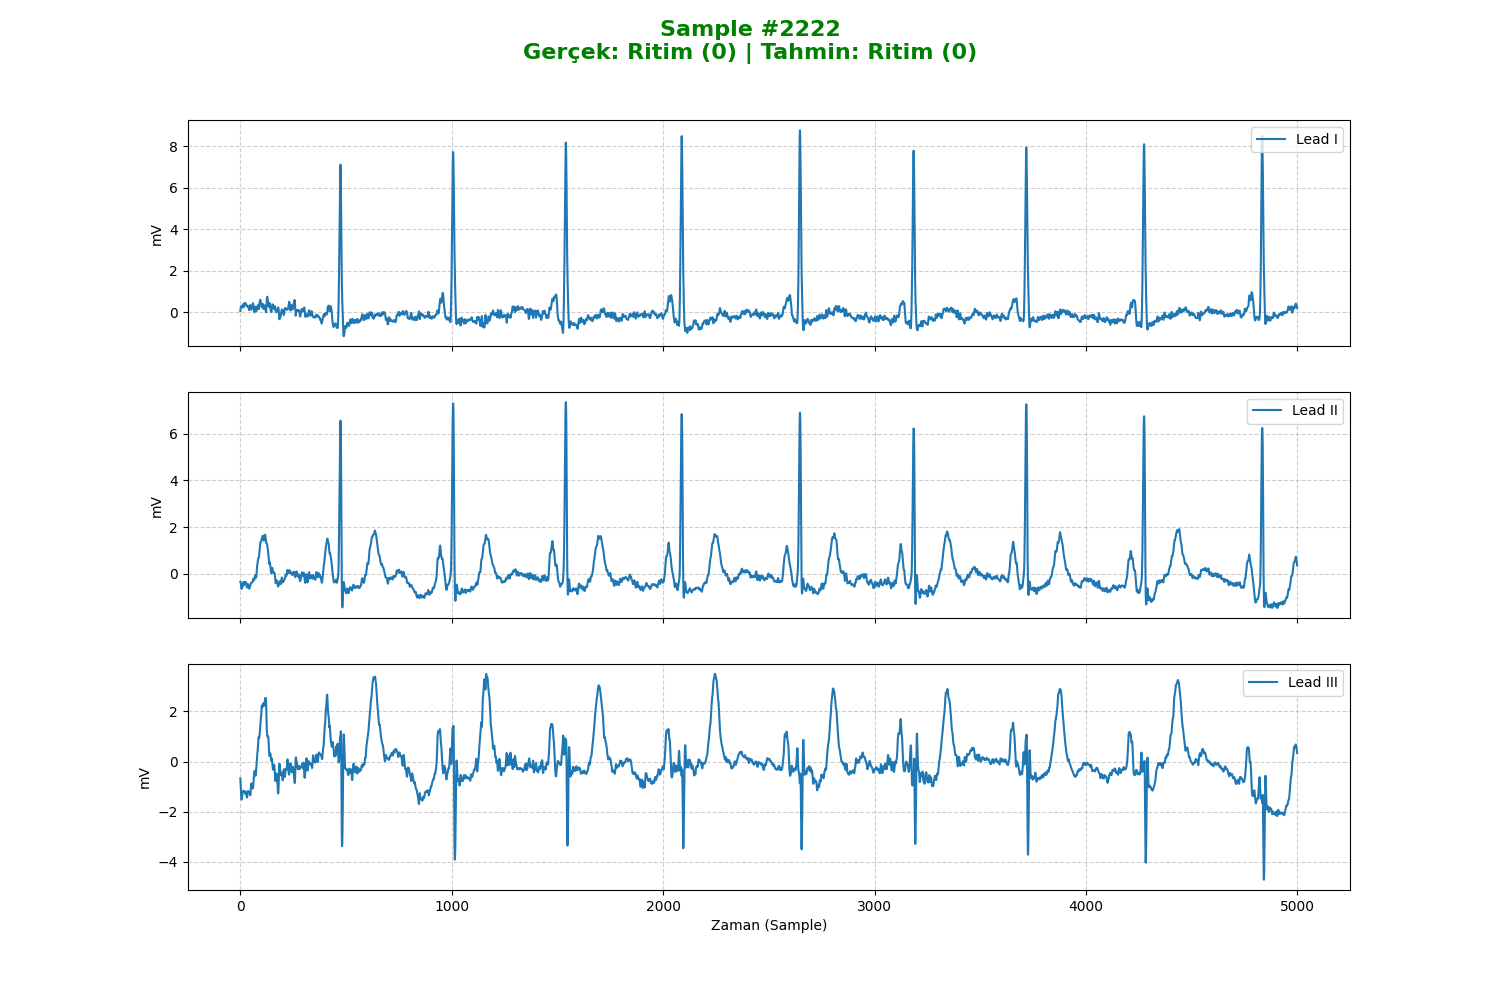 Sample #2222
Gerçek: Ritim (0) | Tahmin: Ritim (0)
8
6
4
2
0
mV
Lead I
6
4
2
0
mV
Lead II
2
0
−2
−4
mV
Lead III
0 1000 2000 3000 4000 5000
Zaman (Sample)